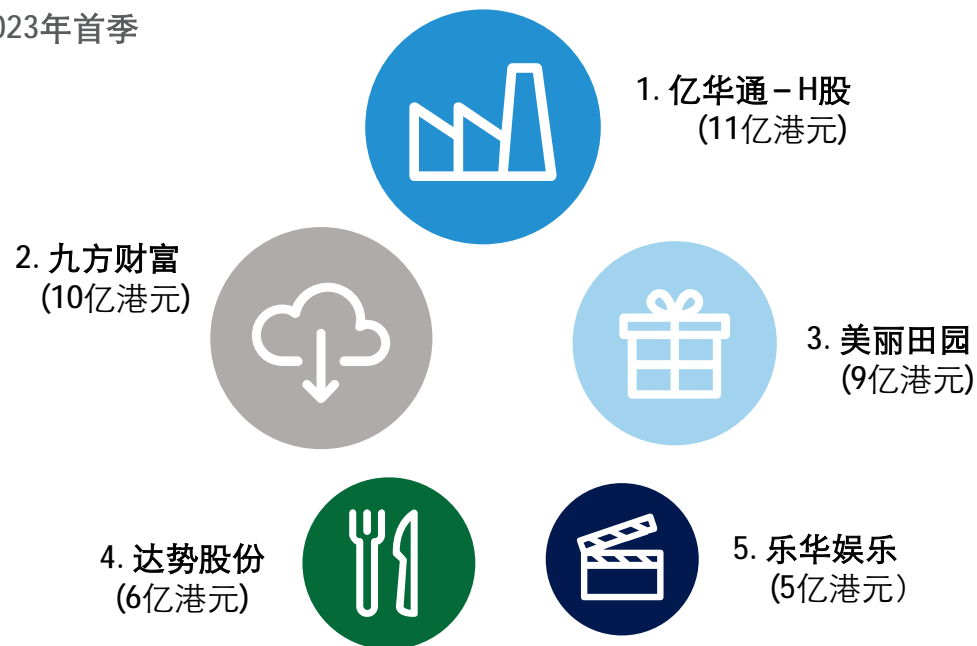 023年首季
1. 亿华通 – H股
(11亿港元)
2. 九方财富
(10亿港元)
3. 美丽田园
(9亿港元)
4. 达势股份
(6亿港元)
5. 乐华娱乐
(5亿港元）